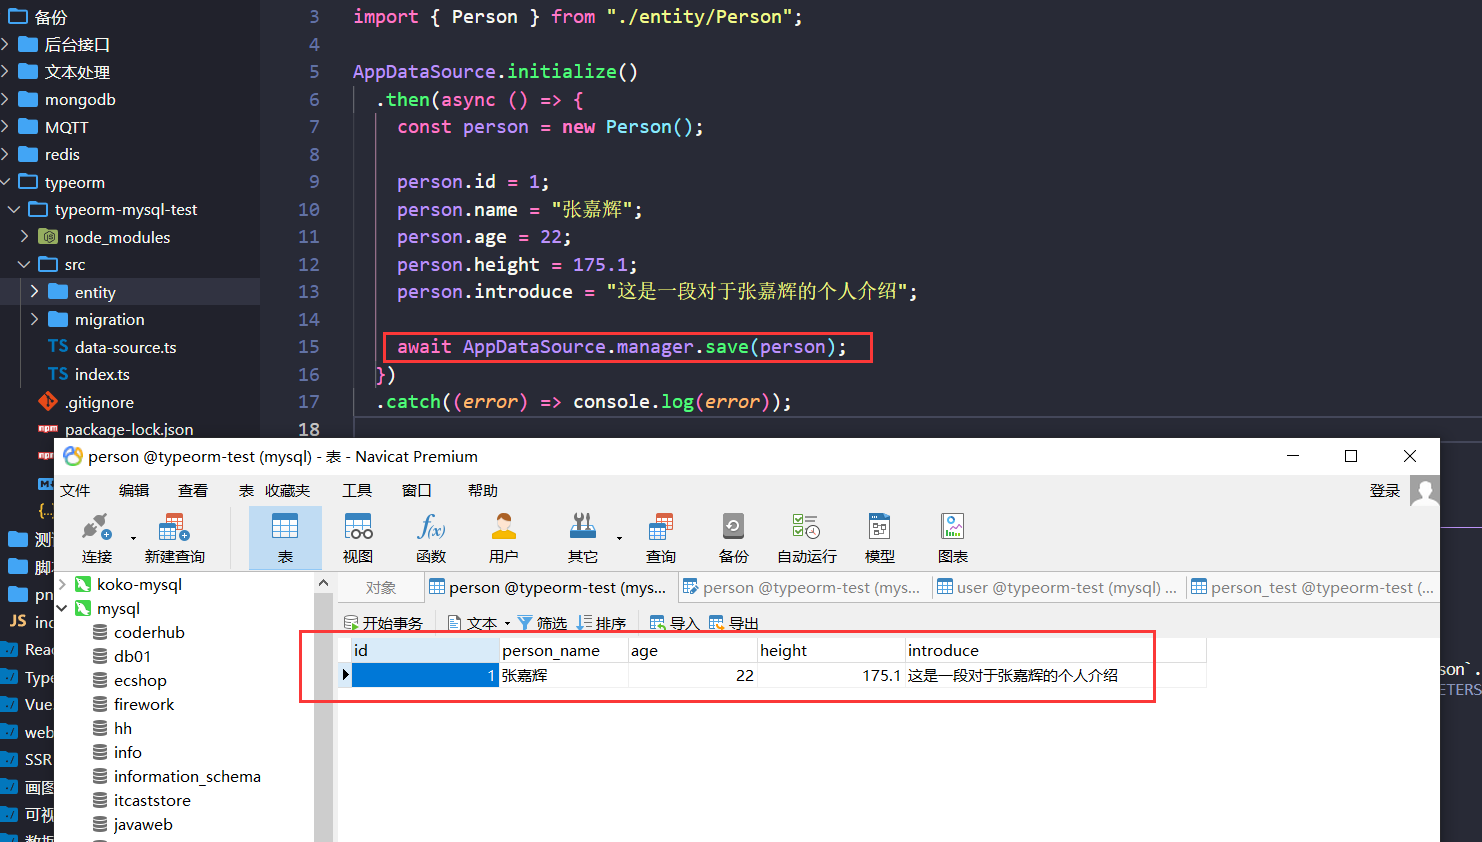 备份
后台接口
文本处理
mongodb
MQTT
redis
typeorm
typeorm-mysql-test
node_modules
src
entity
migration
TS data-source.ts
TS index.ts
.gitignore
npm package-lock.json
3 import { Person } from "./entity/Person";
4
5 AppDataSource.initialize()
6 .then(async () => {
7 const person = new Person();
8
9 person.id = 1;
10 person.name = "张嘉辉";
11 person.age = 22;
12 person.height = 175.1;
13 person.introduce = "这是一段对于张嘉辉的个人介绍";
14
15 await AppDataSource.manager.save(person);
16 })
17 .catch((error) => console.log(error));
18
person @typeorm-test (mysql) - 表 - Navicat Premium
文件 编辑 查看 表 收藏夹 工具 窗口 帮助 登录
连接 新建查询 表 视图 函数 用户 其它 查询 备份 自动运行 模型 图表
koko-mysql
mysql
coderhub
db01
ecshop
firework
hh
info
information_schema
itcaststore
javaweb
对象 person @typeorm-test (mys... person @typeorm-test (mys... user @typeorm-test (mysql) ... person_test @typeorm-test (...
开始事务 文本 筛选 排序 导入 导出
id person_name age height introduce
1 张嘉辉 22 175.1 这是一段对于张嘉辉的个人介绍
npm
{..}
pn
JS
Rea
Type
Vue
web
SSR
画图
可视
数据
son`.
ETERS